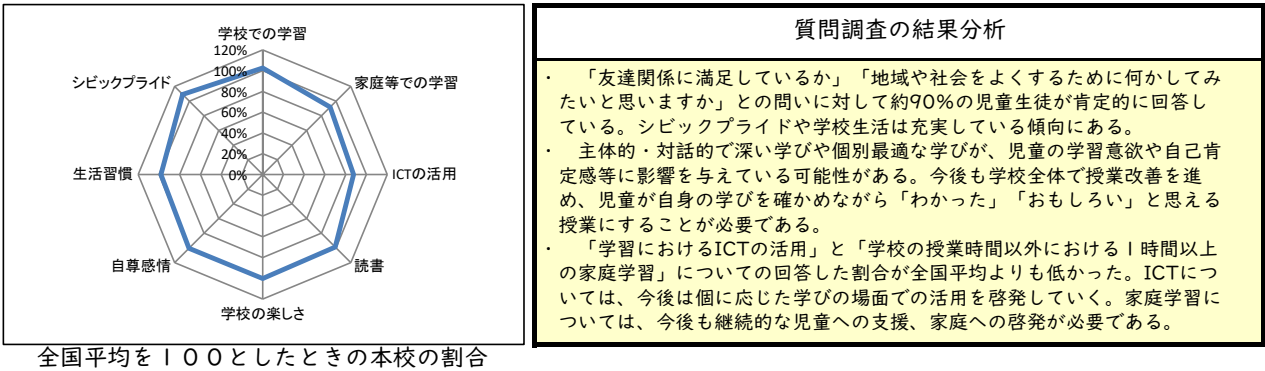 学校での学習
120%
100%
80%
60%
40%
20%
0%
家庭等での学習
ICTの活用
読書
学校の楽しさ
自尊感情
生活習慣
シビックプライド
全国平均を１００としたときの本校の割合
質問調査の結果分析
・　「友達関係に満足しているか」「地域や社会をよくするために何かしてみ
たいと思いますか」との問いに対して約90%の児童生徒が肯定的に回答し
ている。シビックプライドや学校生活は充実している傾向にある。
・　主体的・対話的で深い学びや個別最適な学びが、児童の学習意欲や自己肯
定感等に影響を与えている可能性がある。今後も学校全体で授業改善を進
め、児童が自身の学びを確かめながら「わかった」「おもしろい」と思える
授業にすることが必要である。
・　「学習におけるICTの活用」と「学校の授業時間以外における１時間以上
の家庭学習」についての回答した割合が全国平均よりも低かった。ICTにつ
いては、今後は個に応じた学びの場面での活用を啓発していく。家庭学習に
ついては、今後も継続的な児童への支援、家庭への啓発が必要である。